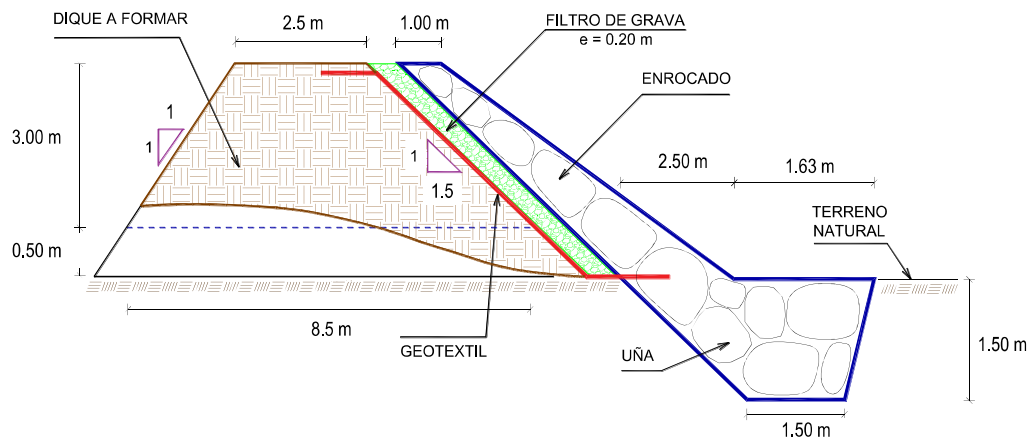 DIQUE A FORMAR
2.5 m
1.00 m
FILTRO DE GRAVA
e = 0.20 m
ENROCADO
3.00 m
1
1
1
1.5
2.50 m
1.63 m
TERRENO
NATURAL
0.50 m
8.5 m
GEOTEXTIL
UÑA
1.50 m
1.50 m